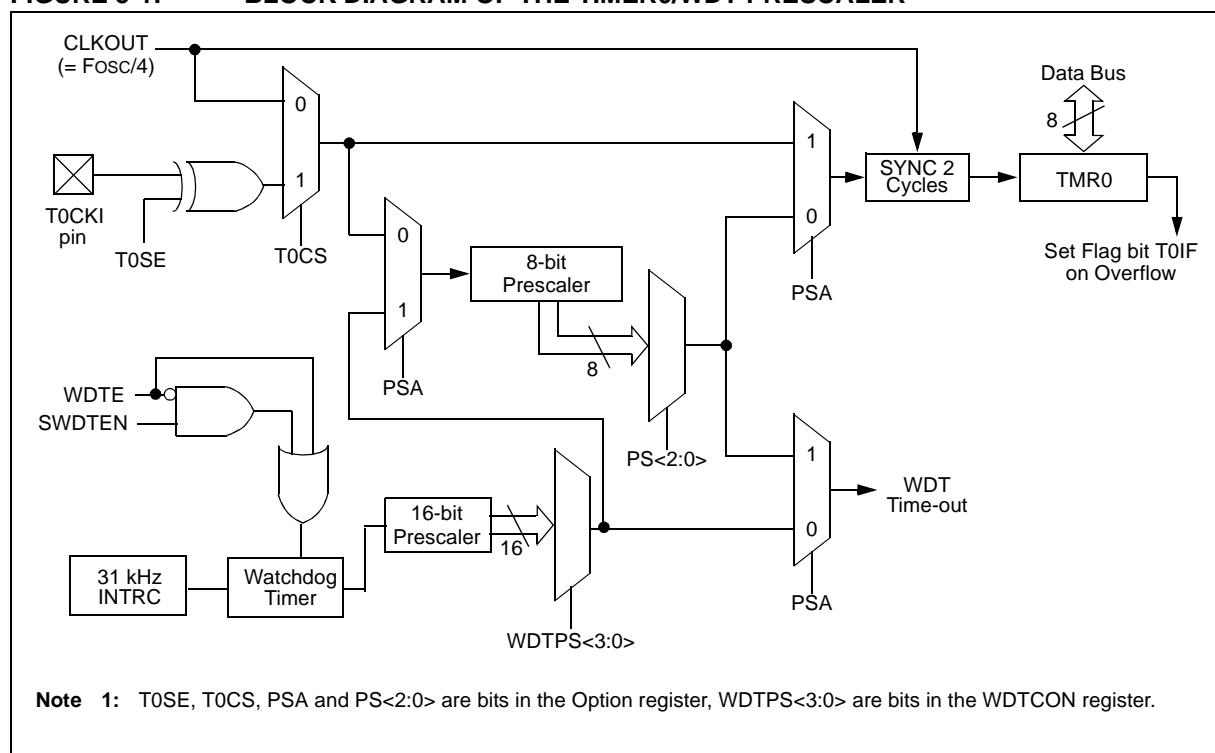 CLKOUT
(= FOSC/4)
0
1
T0CKI
pin
T0SE
T0CS
0
1
PSA
8-bit
Prescaler
8
PS<2:0>
1
0
PSA
SYNC 2
Cycles
Data Bus
8
TMR0
Set Flag bit T0IF
on Overflow
WDTE
SWDTEN
31 kHz
INTRC
Watchdog
Timer
16-bit
Prescaler
16
WDTPS<3:0>
1
0
PSA
WDT
Time-out
Note 1: T0SE, T0CS, PSA and PS<2:0> are bits in the Option register, WDTPS<3:0> are bits in the WDTCON register.